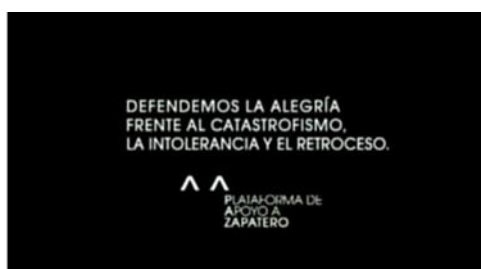 DEFENDEMOS LA ALEGRÍA
FRENTE AL CATASTROFISMO,
LA INTOLERANCIA Y EL RETROCESO.
PLATAFORMA DE
APOYO A
ZAPATERO